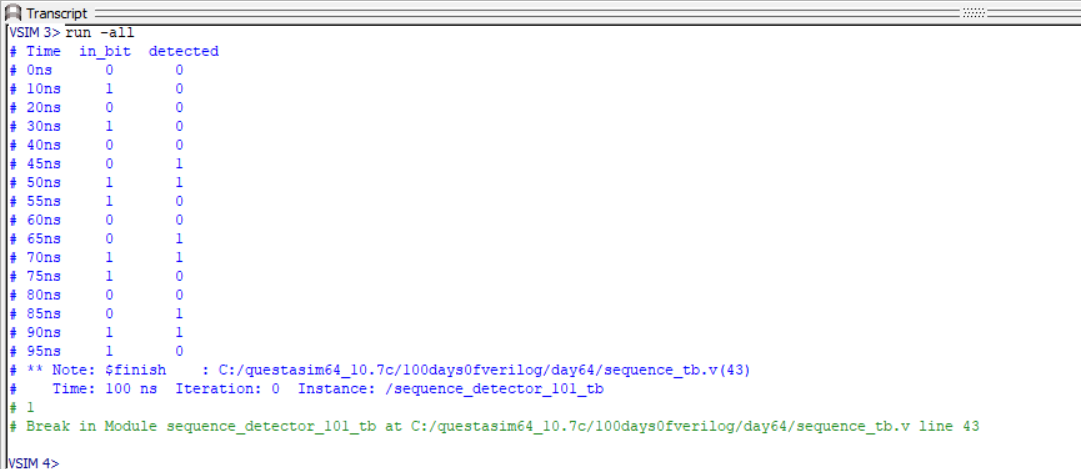 Transcript
VSIM 3> run -all
# Time  in_bit  detected
# 0ns      0       0
# 10ns     1       0
# 20ns     0       0
# 30ns     1       0
# 40ns     0       0
# 45ns     0       1
# 50ns     1       1
# 55ns     1       0
# 60ns     0       0
# 65ns     0       1
# 70ns     1       1
# 75ns     1       0
# 80ns     0       0
# 85ns     0       1
# 90ns     1       1
# 95ns     1       0
# ** Note: $finish    : C:/questasim64_10.7c/100days0fverilog/day64/sequence_tb.v(43)
#    Time: 100 ns  Iteration: 0  Instance: /sequence_detector_101_tb
# 1
# Break in Module sequence_detector_101_tb at C:/questasim64_10.7c/100days0fverilog/day64/sequence_tb.v line 43
VSIM 4>